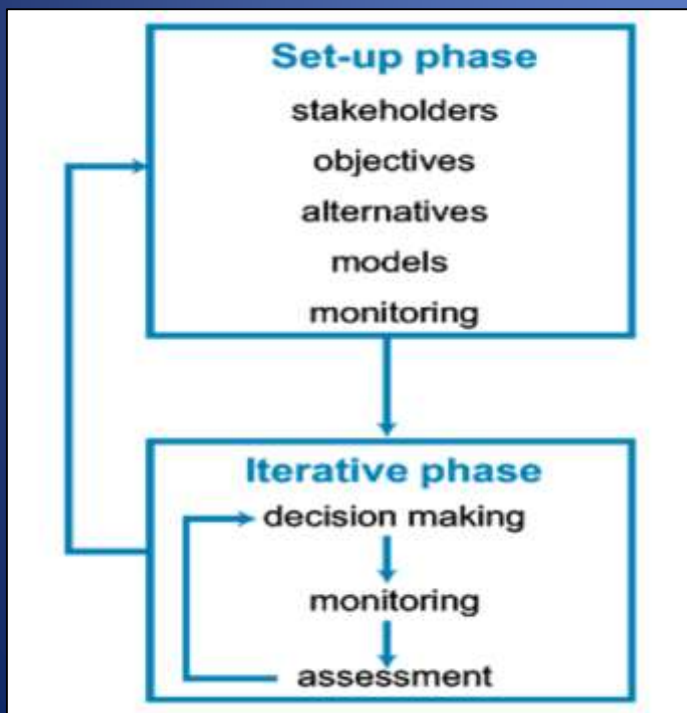 Set-up phase
stakeholders
objectives
alternatives
models
monitoring
Iterative phase
decision making
monitoring
assessment